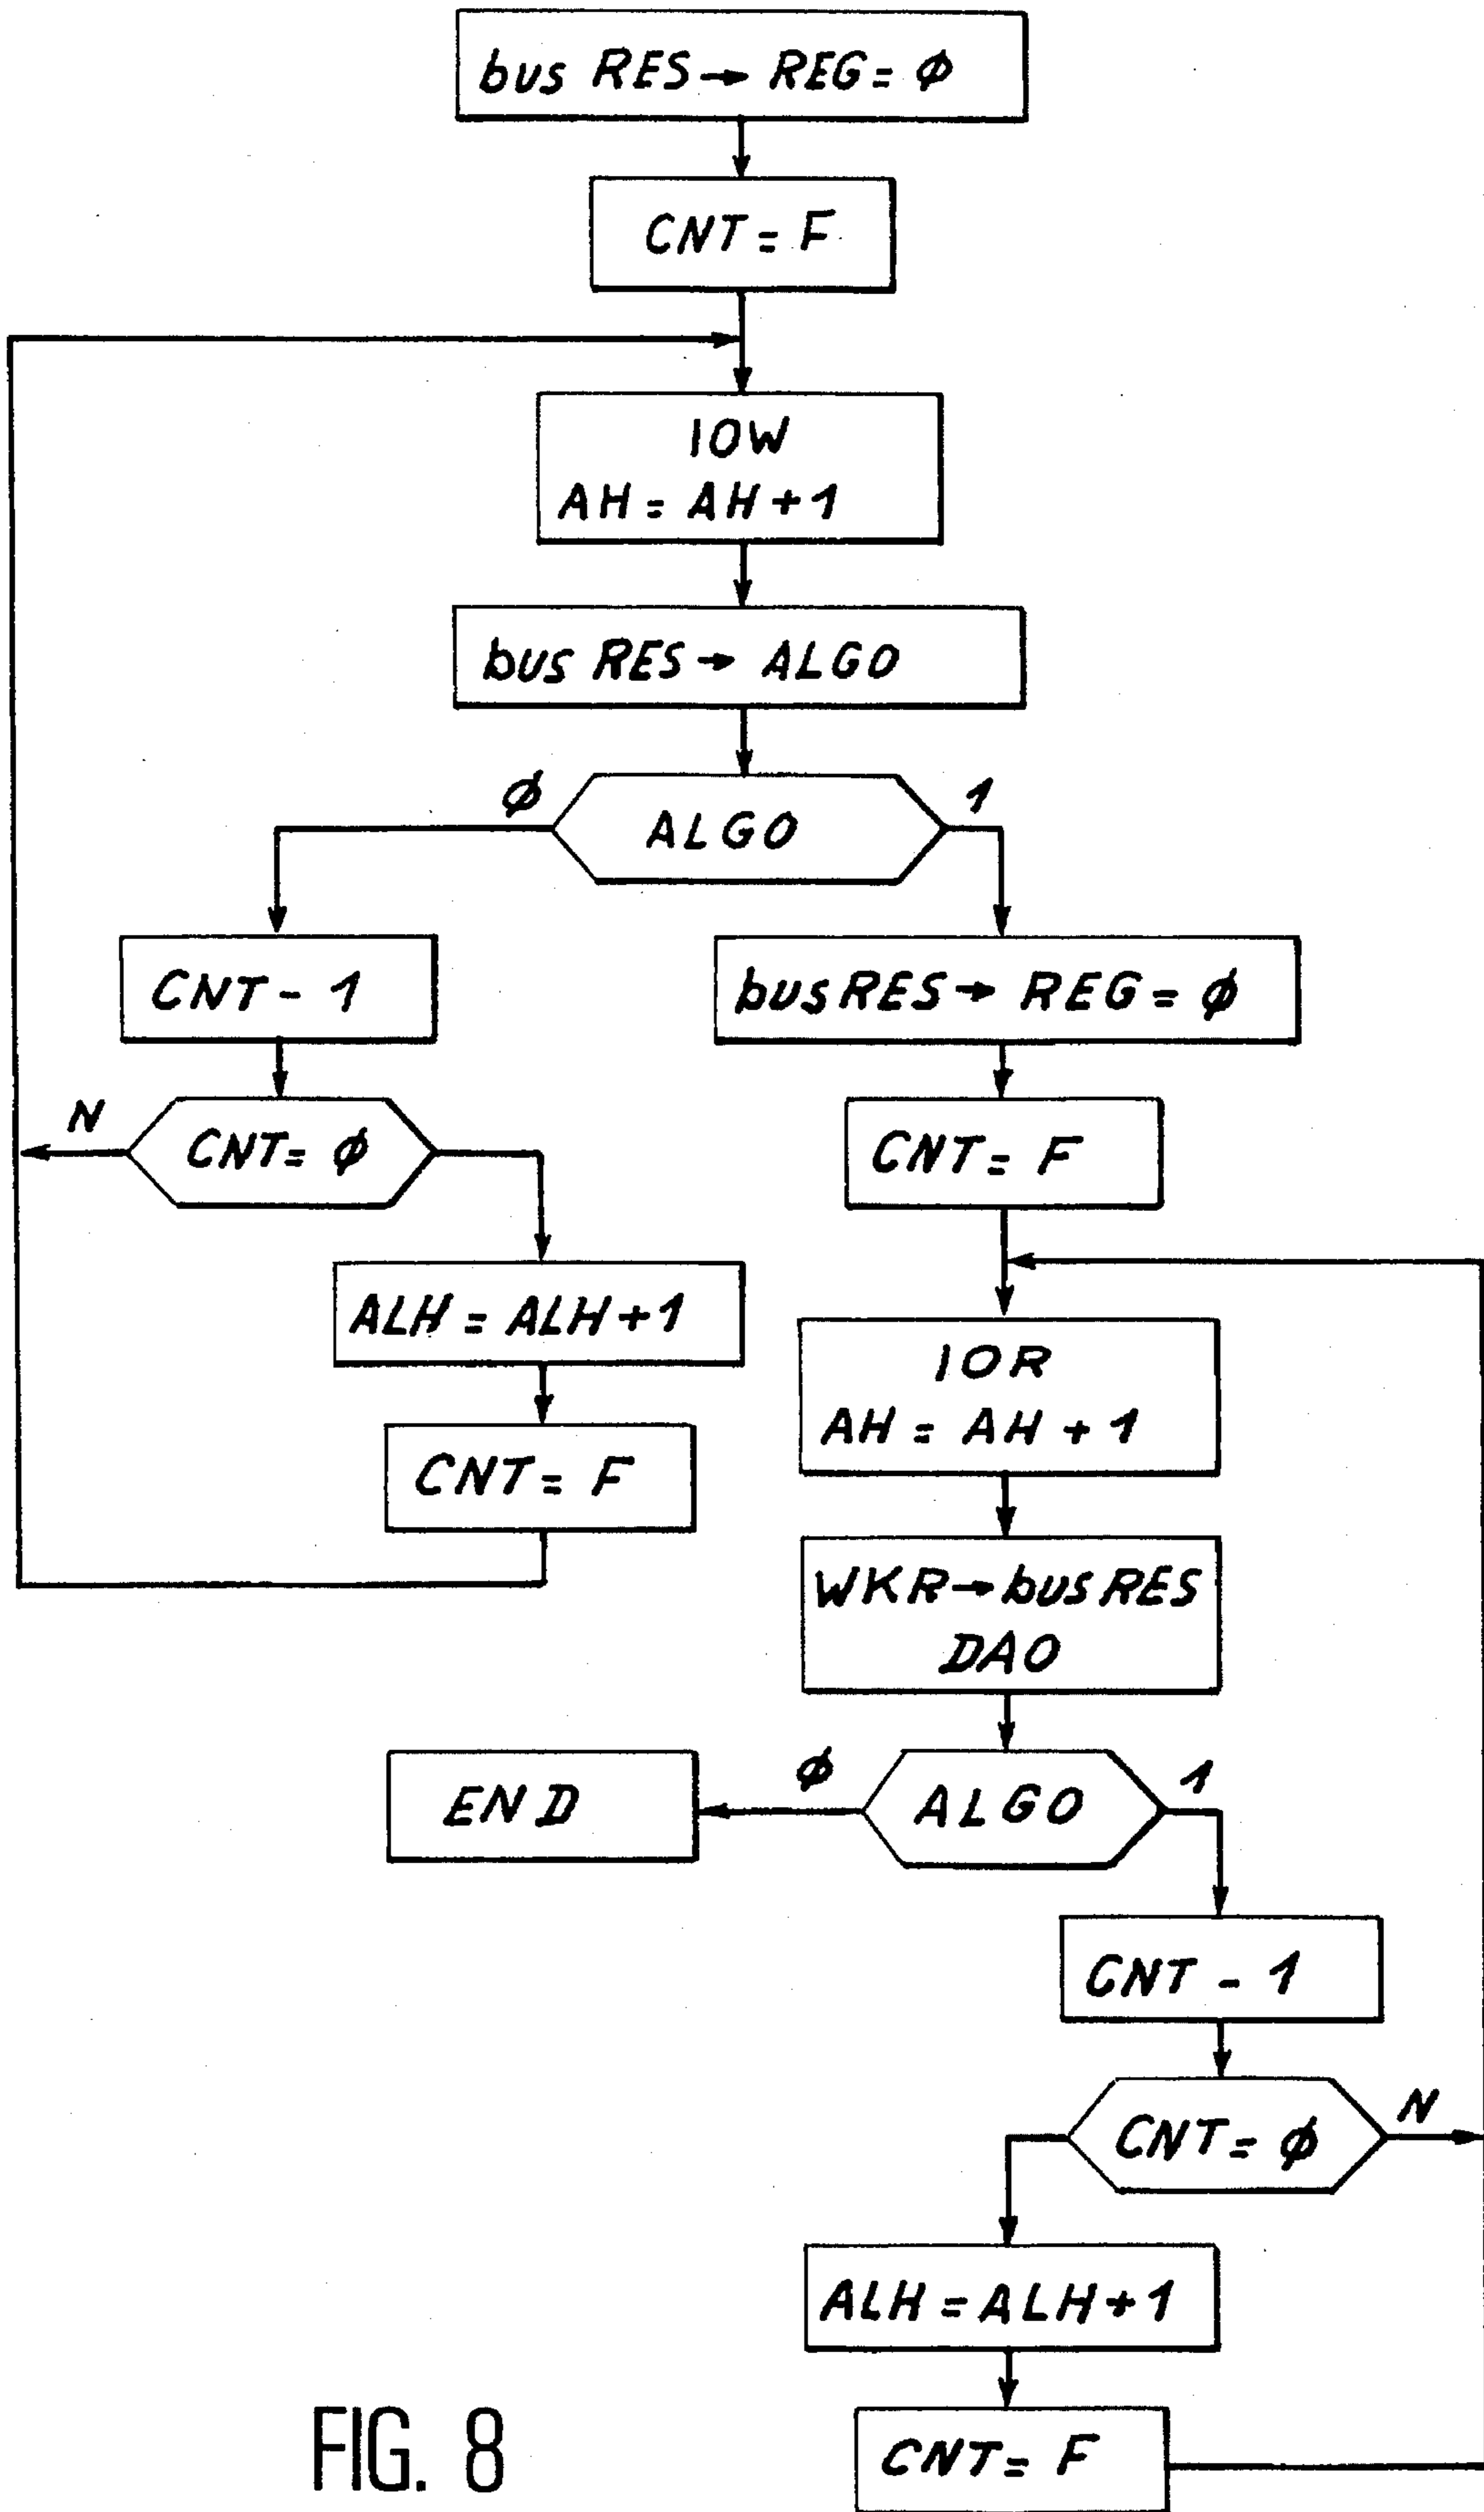 bus RES → REG = ø
CNT = F
IOW
AH = AH + 1
bus RES → ALGO
ø
ALGO
1
CNT - 1
bus RES → REG = ø
N
CNT = ø
CNT = F
ALH = ALH + 1
IOR
AH = AH + 1
CNT = F
WKR → bus RES
DAO
END
ø
ALGO
1
CNT - 1
CNT = ø
N
ALH = ALH + 1
CNT = F
FIG. 8